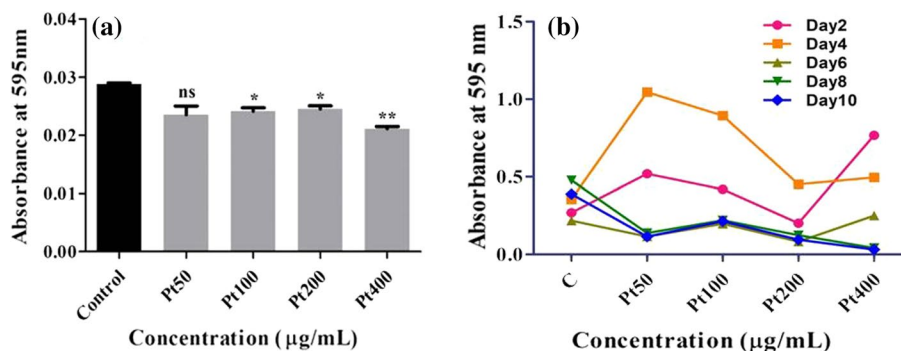 (a)
Absorbance at 595nm
0.04
0.03
0.02
0.01
0.00
ns
*
*
**
Control
Pt50
Pt100
Pt200
Pt400
Concentration (μg/mL)
(b)
Absorbance at 595 nm
1.5
1.0
0.5
0.0
Day2
Day4
Day6
Day8
Day10
C
Pt50
Pt100
Pt200
Pt400
Concentration (μg/mL)